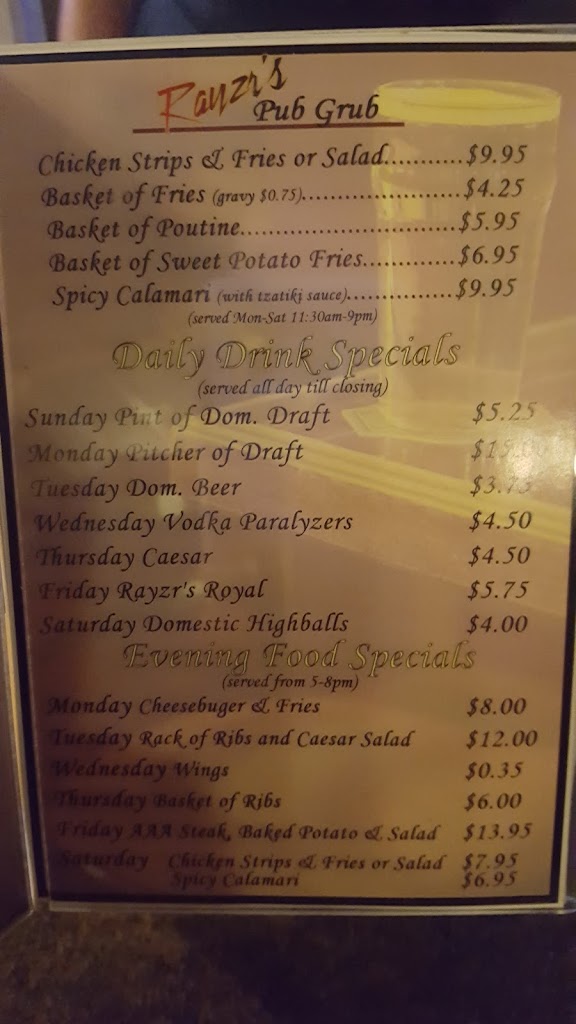 Rayzr's
Pub Grub
Chicken Strips & Fries or Salad...........$9.95
Basket of Fries (gravy $0.75).......................$4.25
Basket of Poutine...............................$5.95
Basket of Sweet Potato Fries.............$6.95
Spicy Calamari (with tzatiki sauce)................$9.95
(served Mon-Sat 11:30am-9pm)
Daily Drink Specials
(served all day till closing)
Sunday Pint of Dom. Draft $5.25
Monday Pitcher of Draft
Tuesday Dom. Beer $3.75
Wednesday Vodka Paralyzers $4.50
Thursday Caesar $4.50
Friday Rayzr's Royal $5.75
Saturday Domestic Highballs $4.00
Evening Food Specials
(served from 5-8pm)
Monday Cheesebuger & Fries $8.00
Tuesday Rack of Ribs and Caesar Salad $12.00
Wednesday Wings $0.35
Thursday Basket of Ribs $6.00
Friday AAA Steak, Baked Potato & Salad $13.95
Saturday Chicken Strips & Fries or Salad $7.95
Spicy Calamari $6.95